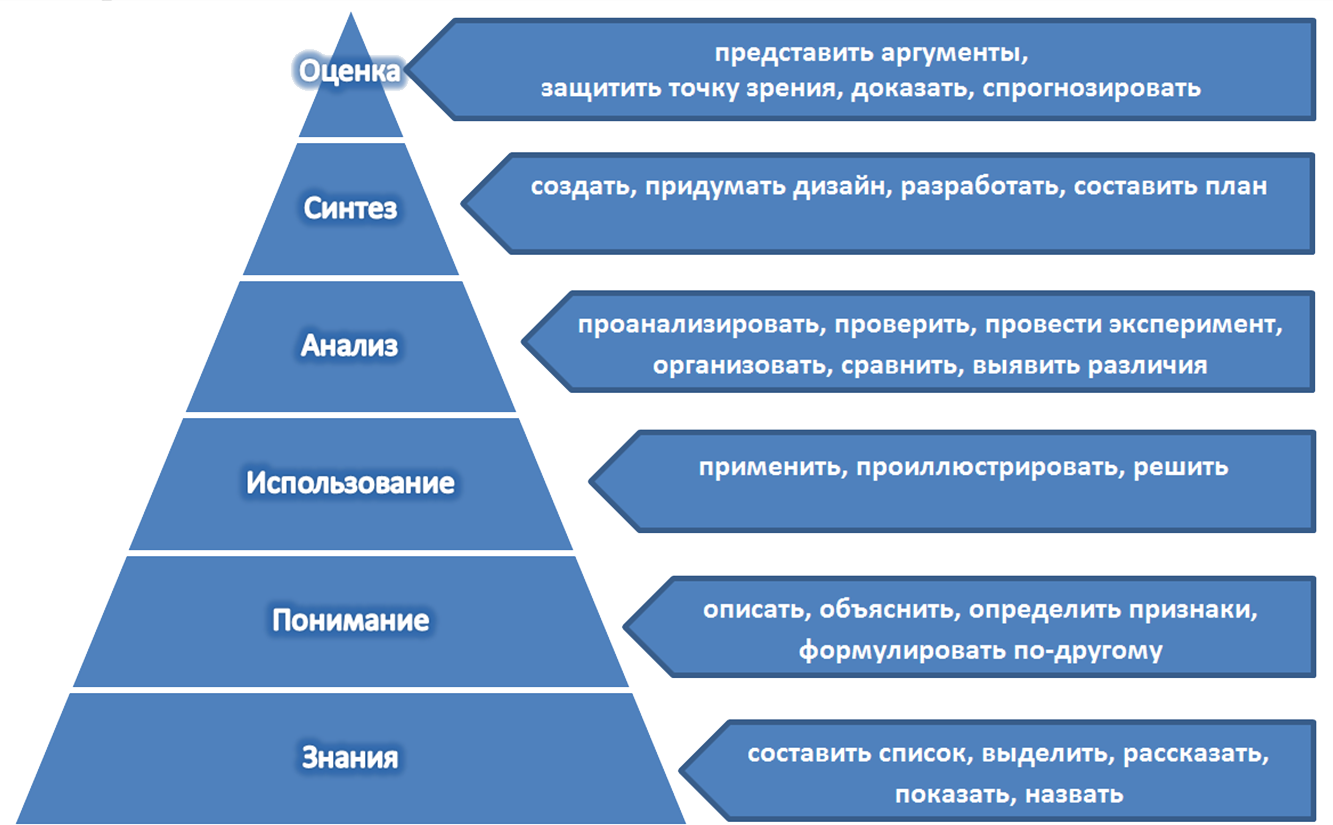 Оценка
представить аргументы,
защитить точку зрения, доказать, спрогнозировать
Синтез
создать, придумать дизайн, разработать, составить план
Анализ
проанализировать, проверить, провести эксперимент,
организовать, сравнить, выявить различия
Использование
применить, проиллюстрировать, решить
Понимание
описать, объяснить, определить признаки,
формулировать по-другому
Знания
составить список, выделить, рассказать,
показать, назвать